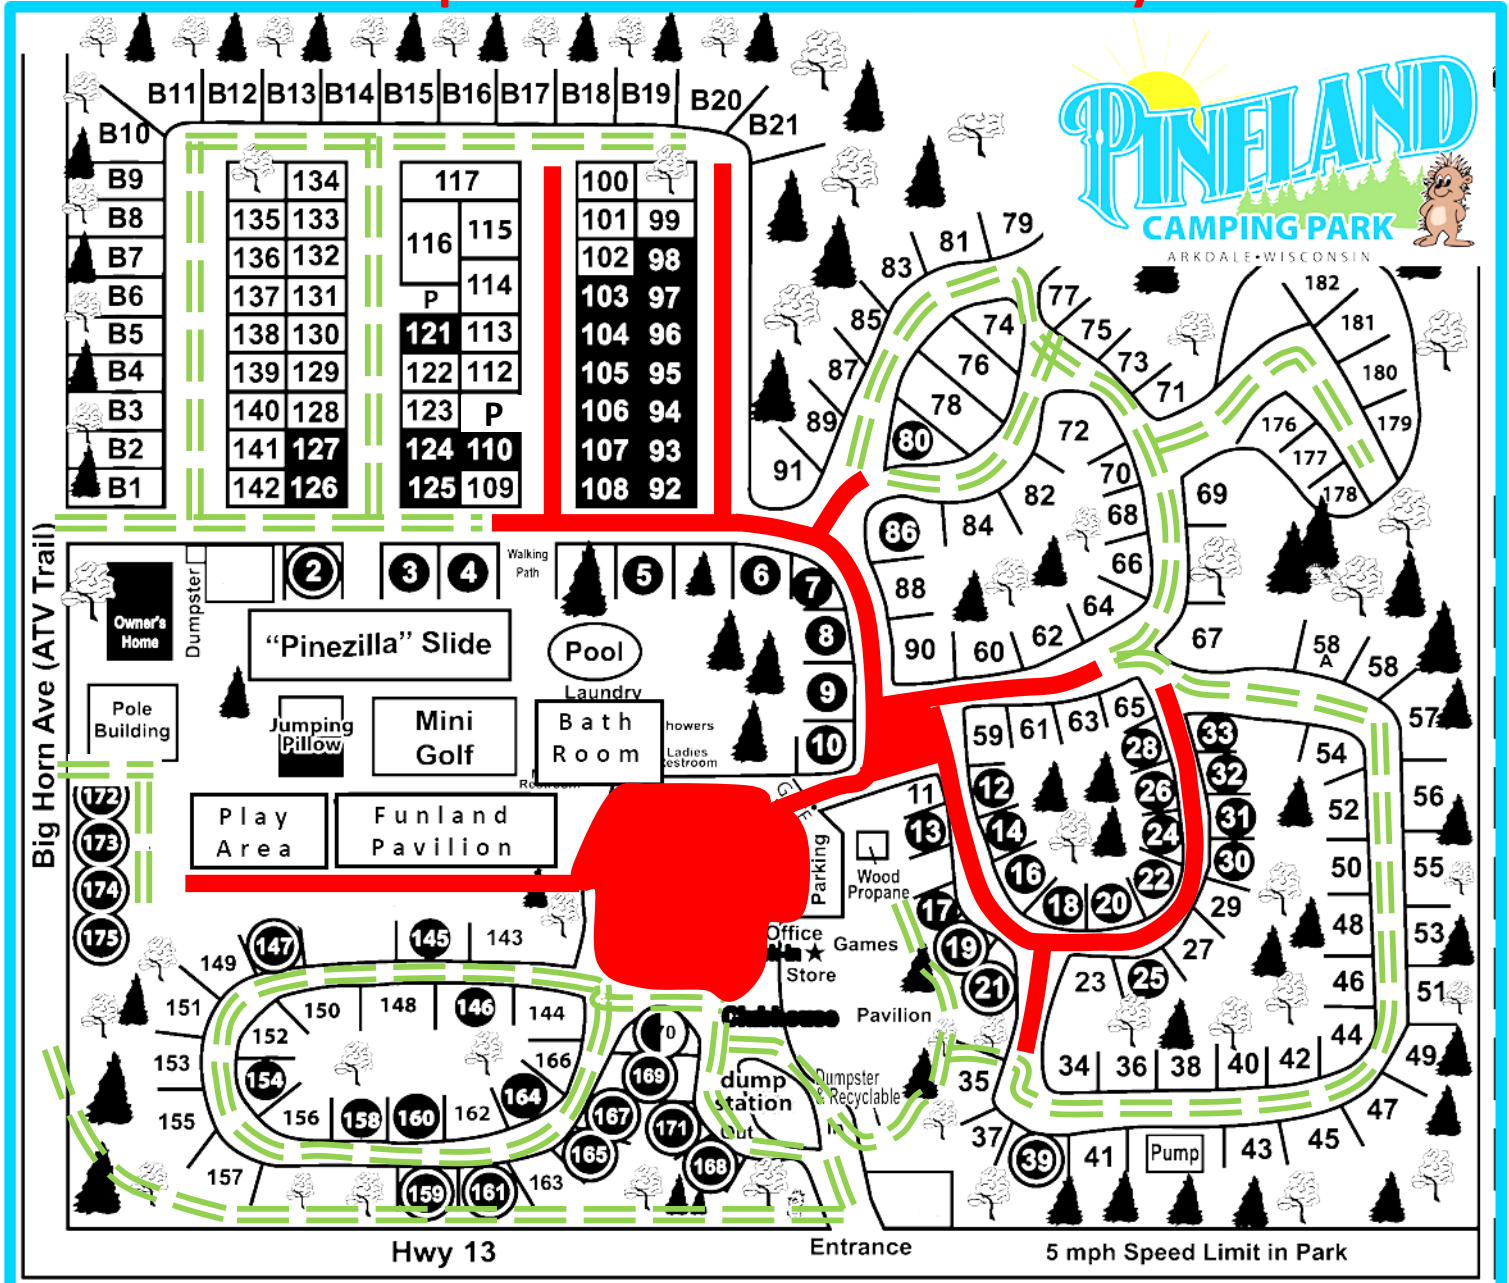 B11 B12 B13 B14 B15 B16 B17 B18 B19 B20
B10 B21
PINELAND
CAMPING PARK
ARKDALE•WISCONSIN
B9 134 117 100
B8 135 133 116 115 101 99
B7 136 132 114 102 98
B6 137 131 P 103 97
B5 138 130 121 113 104 96
B4 139 129 122 112 105 95
B3 140 128 123 P 106 94
B2 141 127 124 110 107 93
B1 142 126 125 109 108 92
79
81
83
85
87
89
91
77
75
73
71
74
76
78
80
72
70
82
84
86
68
66
88
64
62
60
90
69
67
182
181
180
179
176
177
178
58
A
58
57
Big Horn Ave (ATV Trail)
Owner's
Home
Dumpster
2 3 4
Walking
Path
5 6 7
8
9
10
"Pinezilla" Slide
Pool
Laundry
Pole
Building
Jumping
Pillow
Mini
Golf
Bath
Room
Ladies
172
173
174
175
Play
Area
Funland
Pavilion
Parking
Wood
Propane
11
13
17
19
21
59 61 63 65
12
14
16
18
20
22
24
26
28
33
32
31
30
29
27
25
23
54
52
50
48
46
44
56
55
53
51
49
47
Office
Games
Store
Clubhouse
Pavilion
149 147 145 143
151 150 148 146 144
152
153 154 166
155 156 158 160 162 164
157 159 161 163
169
167
171
165
168
dump
station
Out
In
Dumpster
& Recyclable
35 34 36 38 40 42
37 39 41 Pump 43 45
Hwy 13
Entrance
5 mph Speed Limit in Park